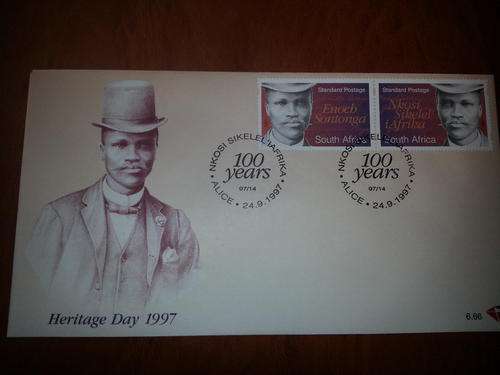 Standard Postage
Enoch
Sontonga
South Africa
Standard Postage
Nkosi
Sikelel'
iAfrika
South Africa
NKOSI SIKELEL'IAFRIKA
100
years
97/14
ALICE • 24.9.1997
NKOSI SIKELEL'IAFRIKA
100
years
97/14
ALICE • 24.9.1997
Heritage Day 1997
6.66